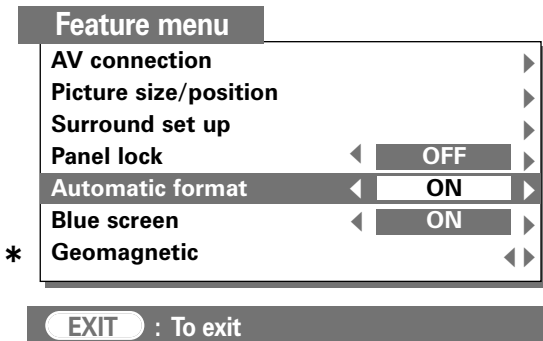 Feature menu
AV connection
Picture size/position
Surround set up
Panel lock OFF
Automatic format ON
Blue screen ON
* Geomagnetic
EXIT : To exit